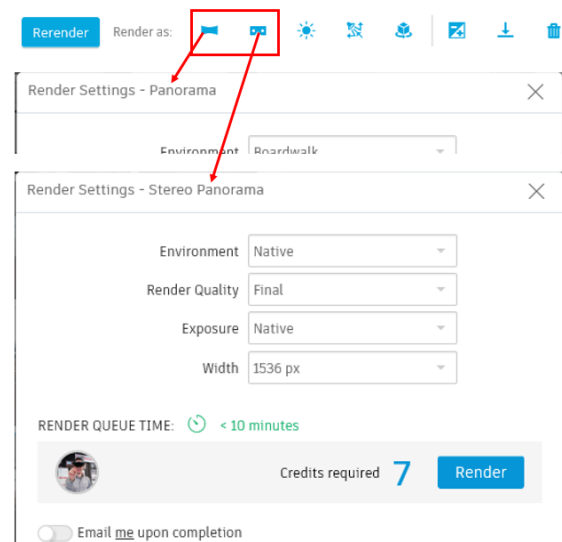 Rerender Render as:
Render Settings - Panorama
Environment Boardwalk
Render Settings - Stereo Panorama
Environment Native
Render Quality Final
Exposure Native
Width 1536 px
RENDER QUEUE TIME: < 10 minutes
Credits required 7 Render
Email me upon completion